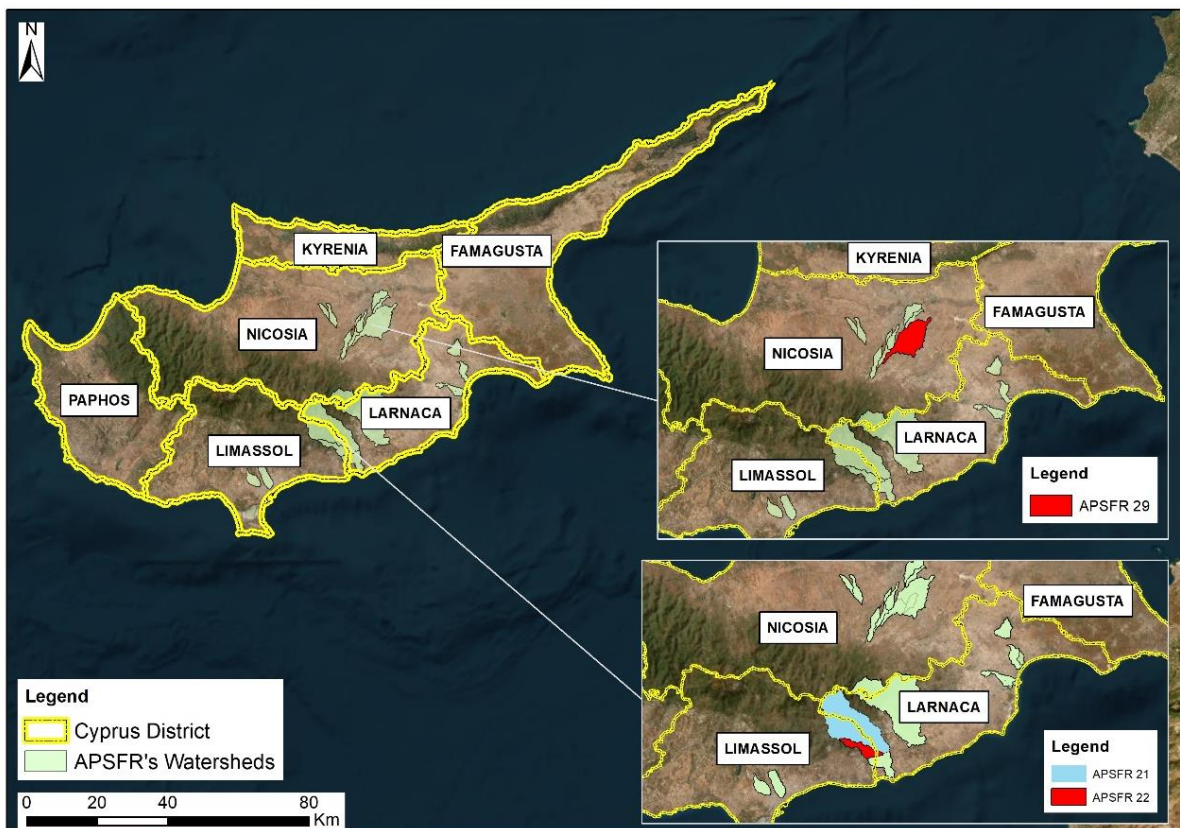 N
KYRENIA
FAMAGUSTA
NICOSIA
PAPHOS
LARNACA
LIMASSOL
Legend
Cyprus District
APSFR's Watersheds
0 20 40 80
Km
KYRENIA
FAMAGUSTA
NICOSIA
LARNACA
LIMASSOL
Legend
APSFR 29
FAMAGUSTA
NICOSIA
LARNACA
LIMASSOL
Legend
APSFR 21
APSFR 22